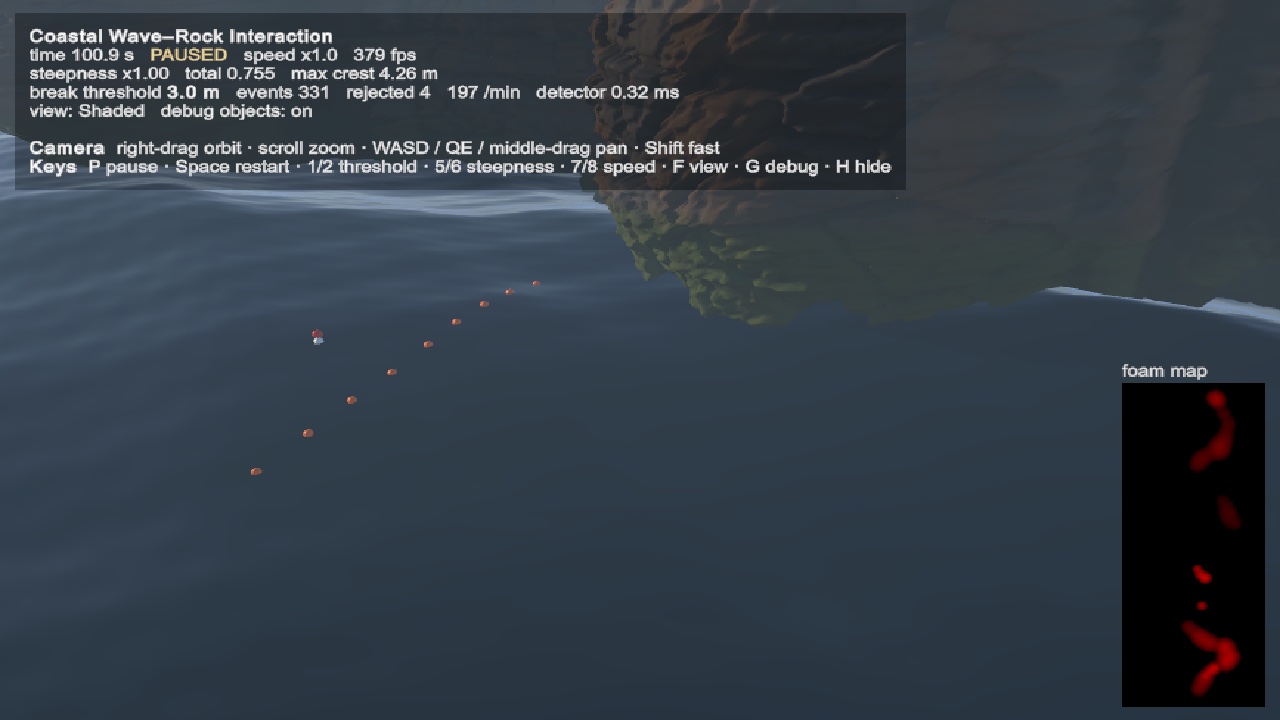 Coastal Wave–Rock Interaction
time 100.9 s PAUSED speed x1.0 379 fps
steepness x1.00 total 0.755 max crest 4.26 m
break threshold 3.0 m events 331 rejected 4 197 /min detector 0.32 ms
view: Shaded debug objects: on
Camera right-drag orbit · scroll zoom · WASD / QE / middle-drag pan · Shift fast
Keys P pause · Space restart · 1/2 threshold · 5/6 steepness · 7/8 speed · F view · G debug · H hide
foam map